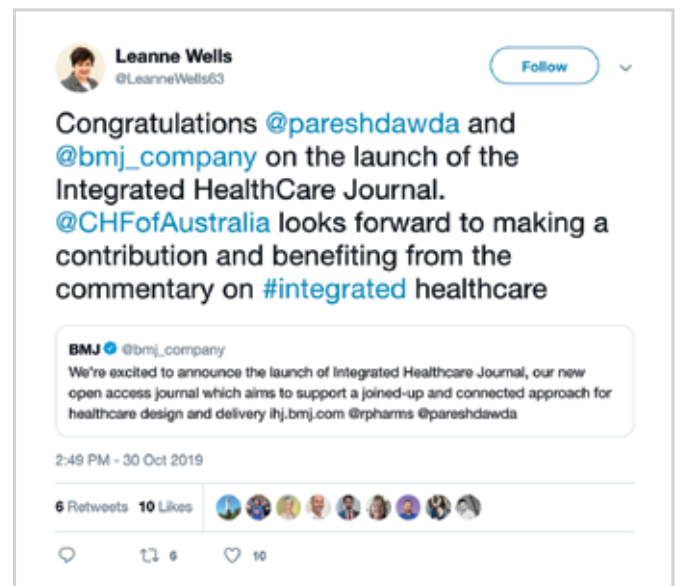 Leanne Wells
@LeanneWells63
Follow
Congratulations @pareshdawda and
@bmj_company on the launch of the
Integrated HealthCare Journal.
@CHFofAustralia looks forward to making a
contribution and benefiting from the
commentary on #integrated healthcare
BMJ @bmj_company
We're excited to announce the launch of Integrated Healthcare Journal, our new
open access journal which aims to support a joined-up and connected approach for
healthcare design and delivery ihj.bmj.com @rpharms @pareshdawda
2:49 PM - 30 Oct 2019
6 Retweets 10 Likes
6 10